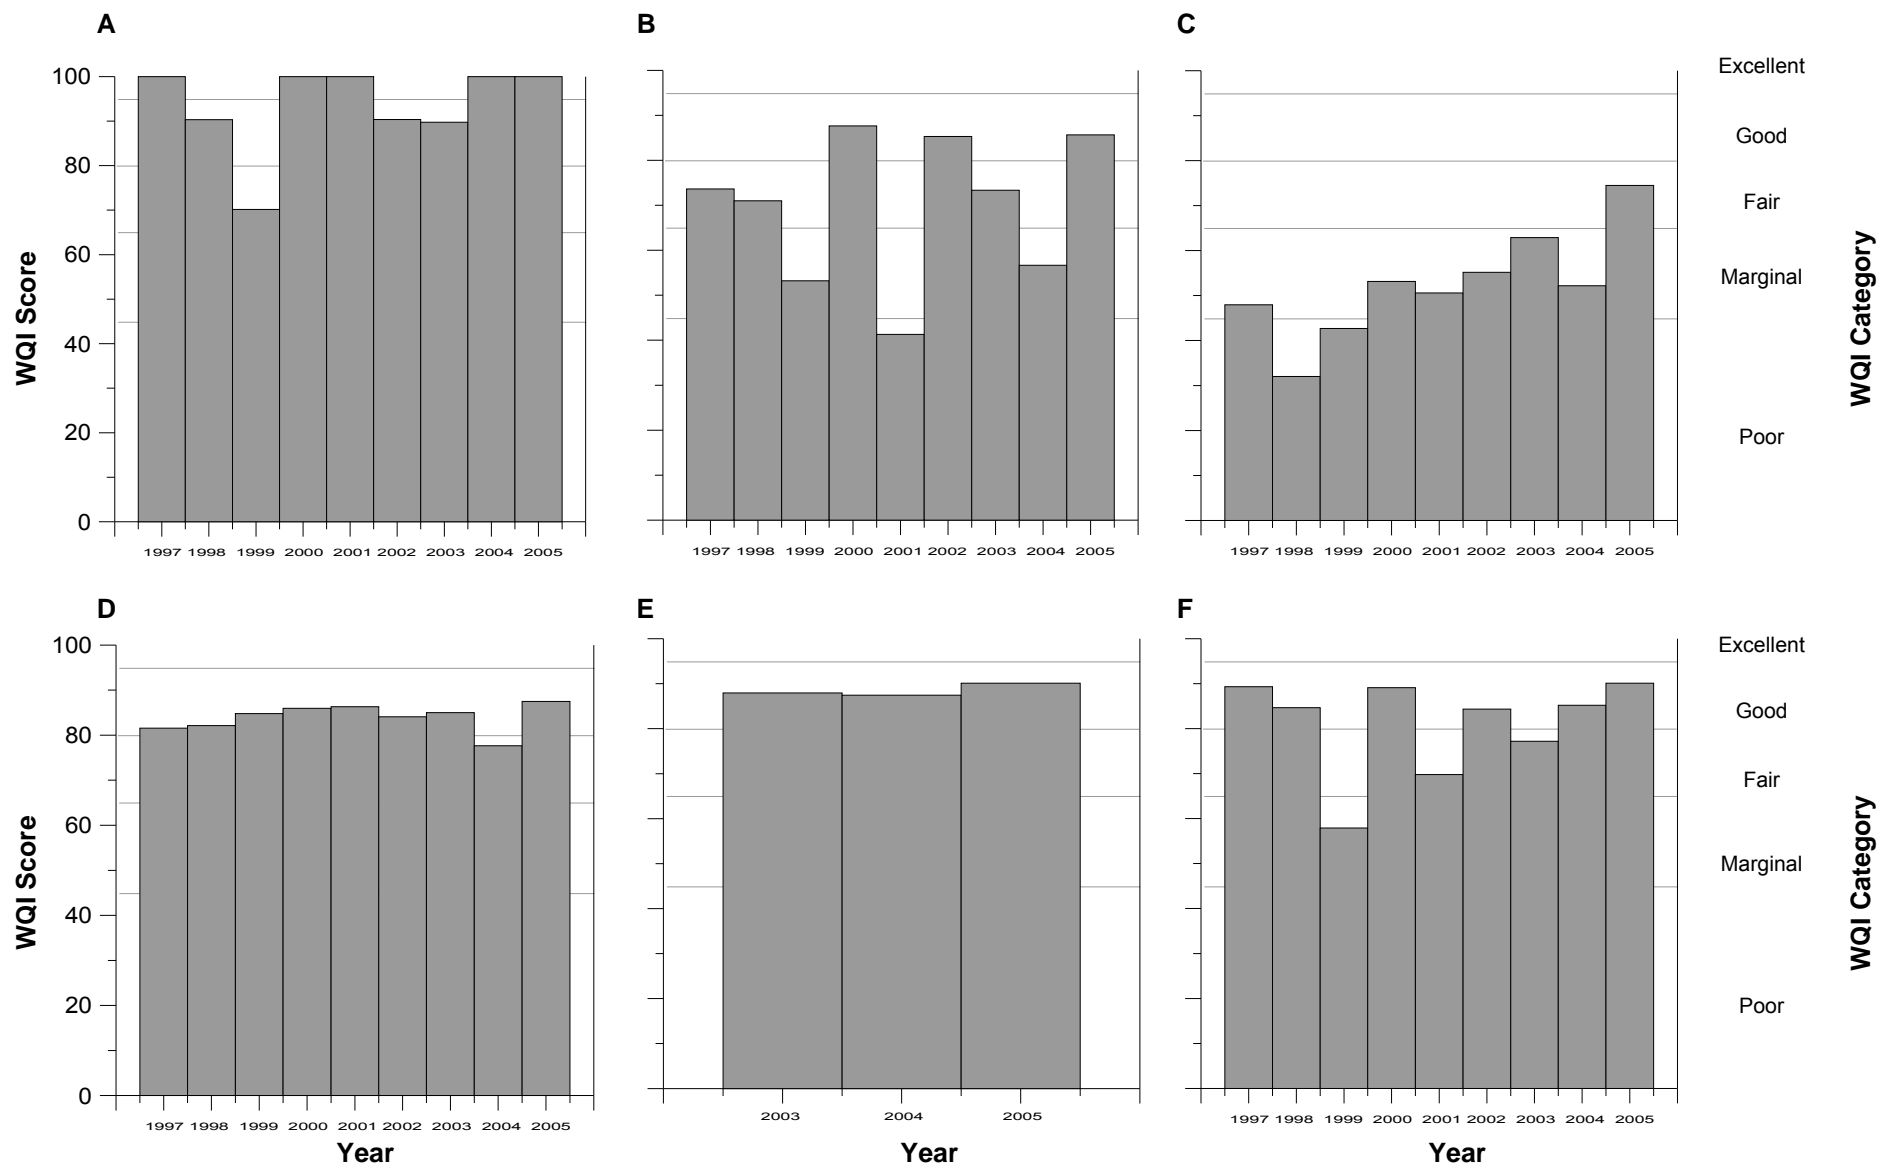 A B C
WQI Score
100
80
60
40
20
0
1997 1998 1999 2000 2001 2002 2003 2004 2005
1997 1998 1999 2000 2001 2002 2003 2004 2005
1997 1998 1999 2000 2001 2002 2003 2004 2005
Excellent
Good
Fair
Marginal
Poor
WQI Category
D E F
WQI Score
100
80
60
40
20
0
1997 1998 1999 2000 2001 2002 2003 2004 2005
Year
2003 2004 2005
Year
1997 1998 1999 2000 2001 2002 2003 2004 2005
Year
Excellent
Good
Fair
Marginal
Poor
WQI Category